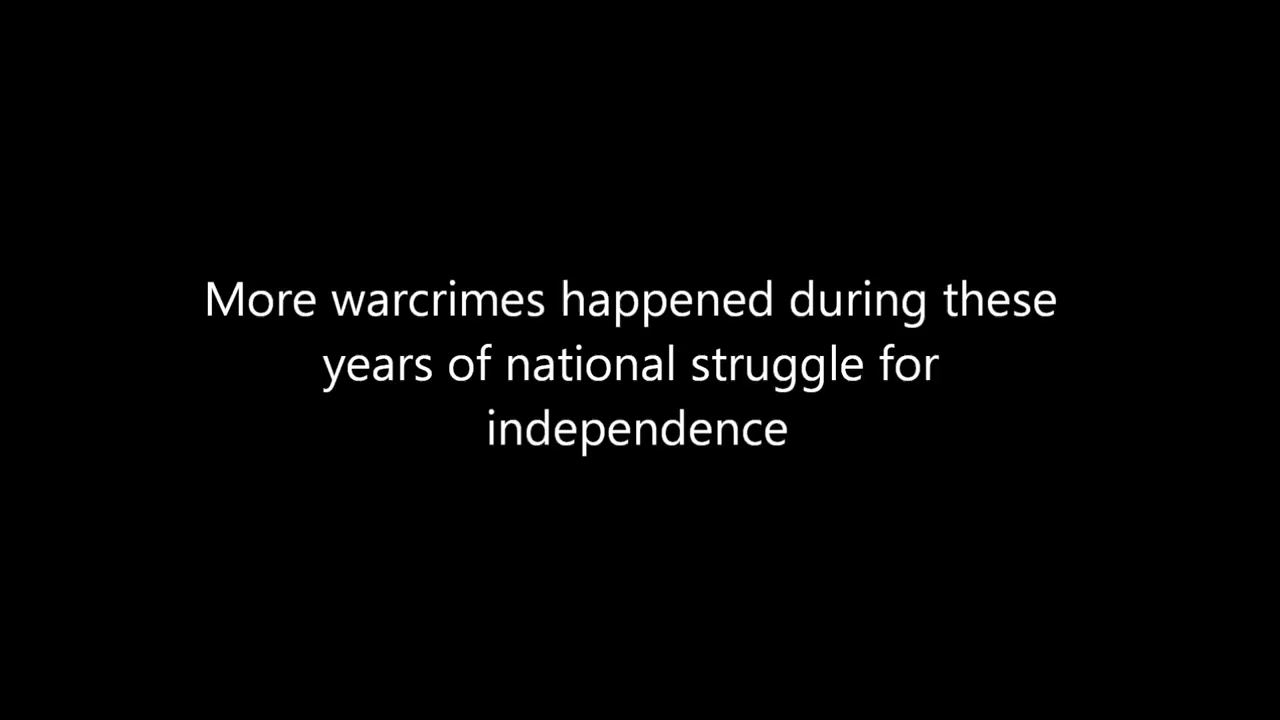 More warcrimes happened during these
years of national struggle for
independence